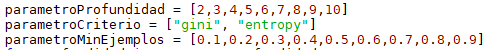 parametroProfundidad = [2,3,4,5,6,7,8,9,10]
parametroCriterio = ["gini", "entropy"]
parametroMinEjemplos = [0.1,0.2,0.3,0.4,0.5,0.6,0.7,0.8,0.9]